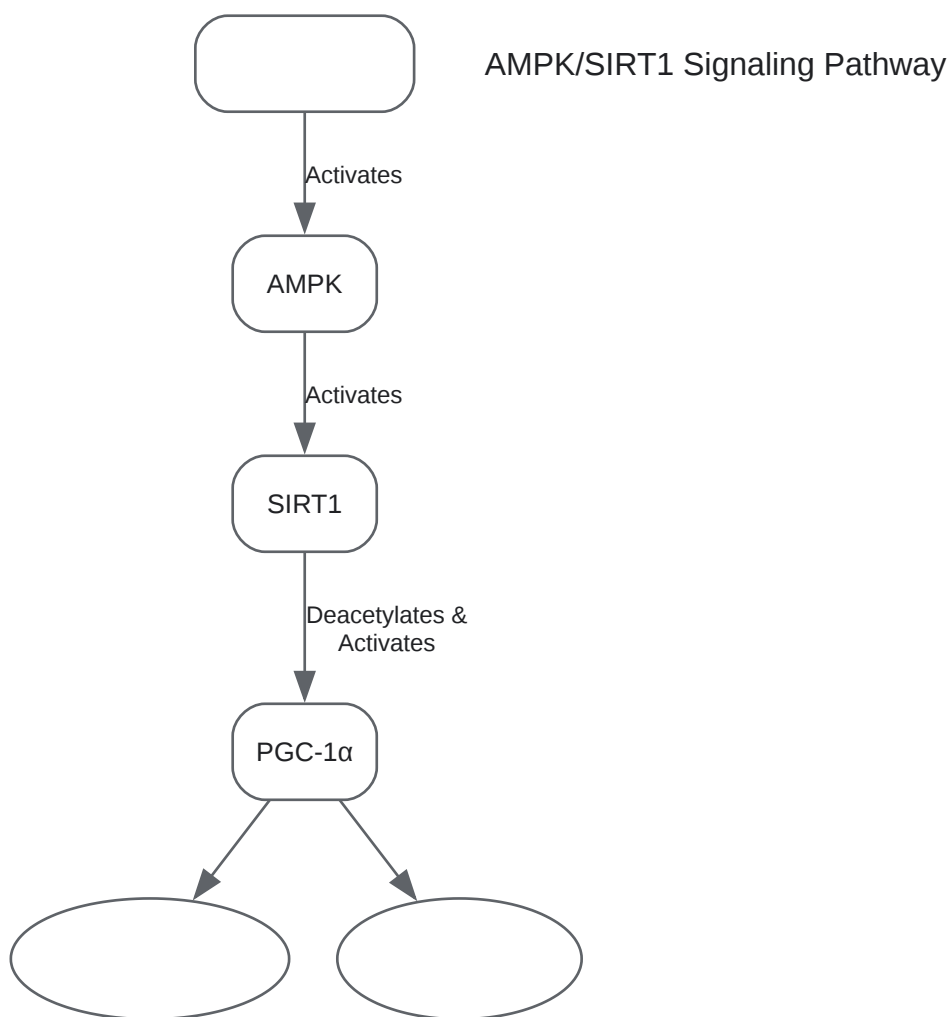 AMPK/SIRT1 Signaling Pathway
Activates
AMPK
Activates
SIRT1
Deacetylates &
Activates
PGC-1α